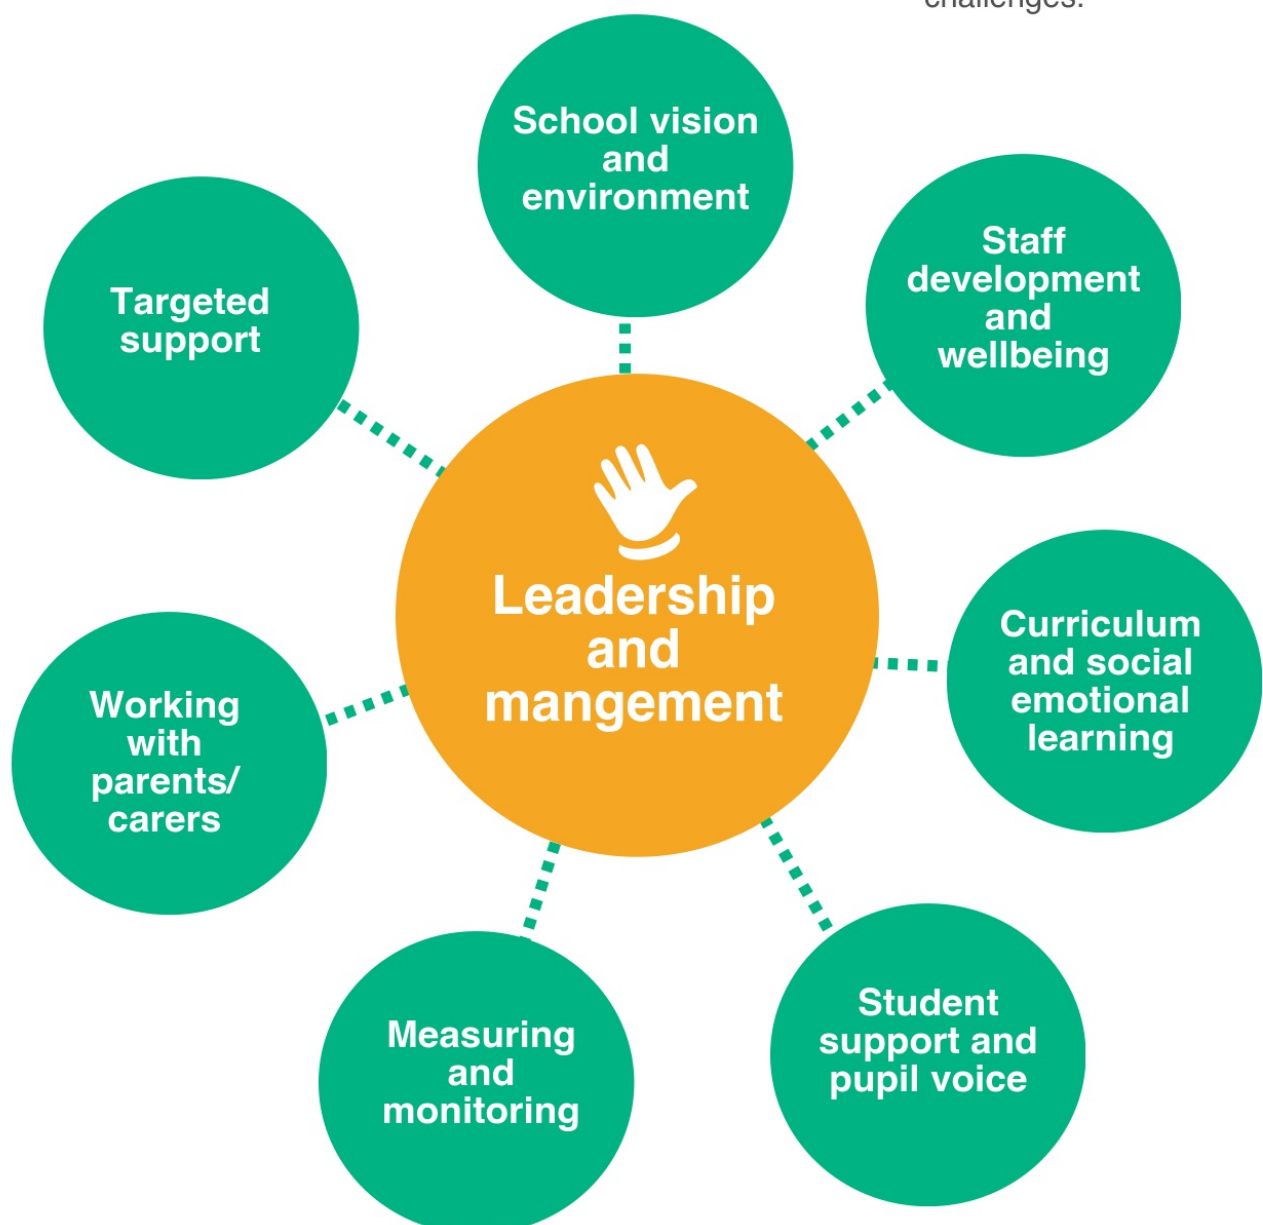 challenges.
School vision
and
environment
Staff
development
and
wellbeing
Targeted
support
Leadership
and
mangement
Curriculum
and social
emotional
learning
Working
with
parents/
carers
Student
support and
pupil voice
Measuring
and
monitoring